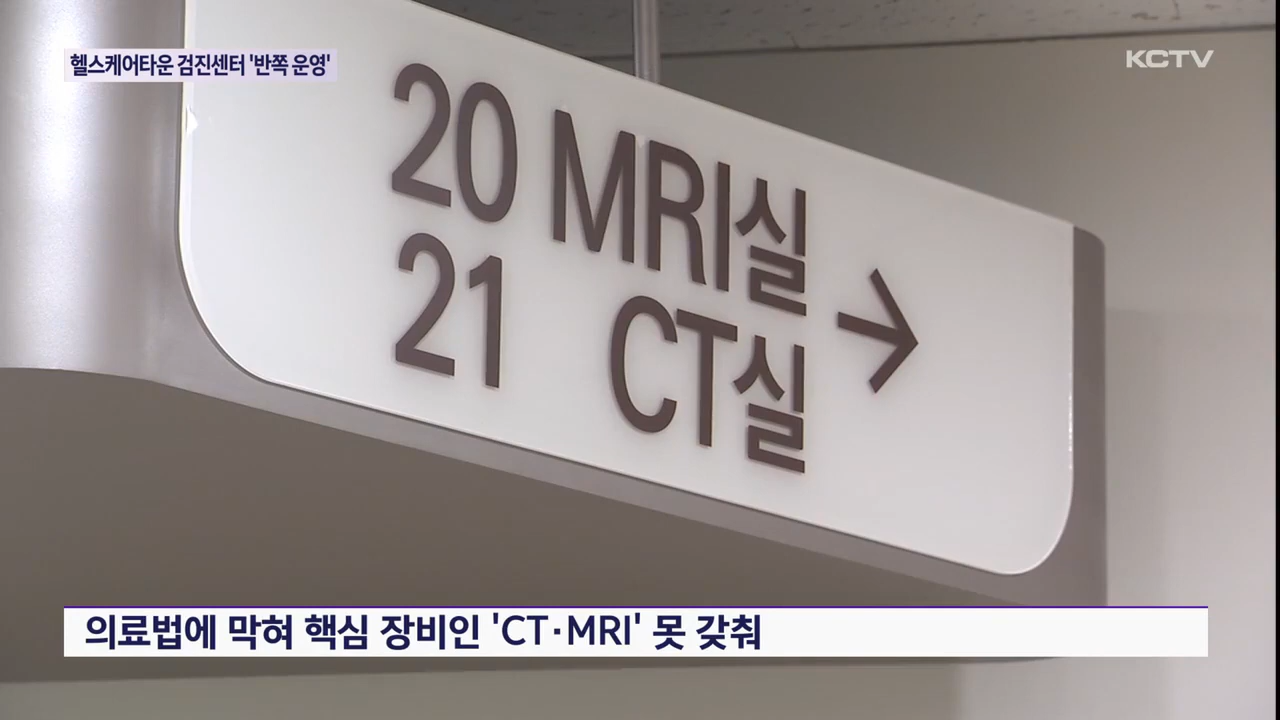 헬스케어타운 검진센터 '반쪽 운영'
KCTV
20 MRI실
21 CT실 →
의료법에 막혀 핵심 장비인 'CT·MRI' 못 갖춰